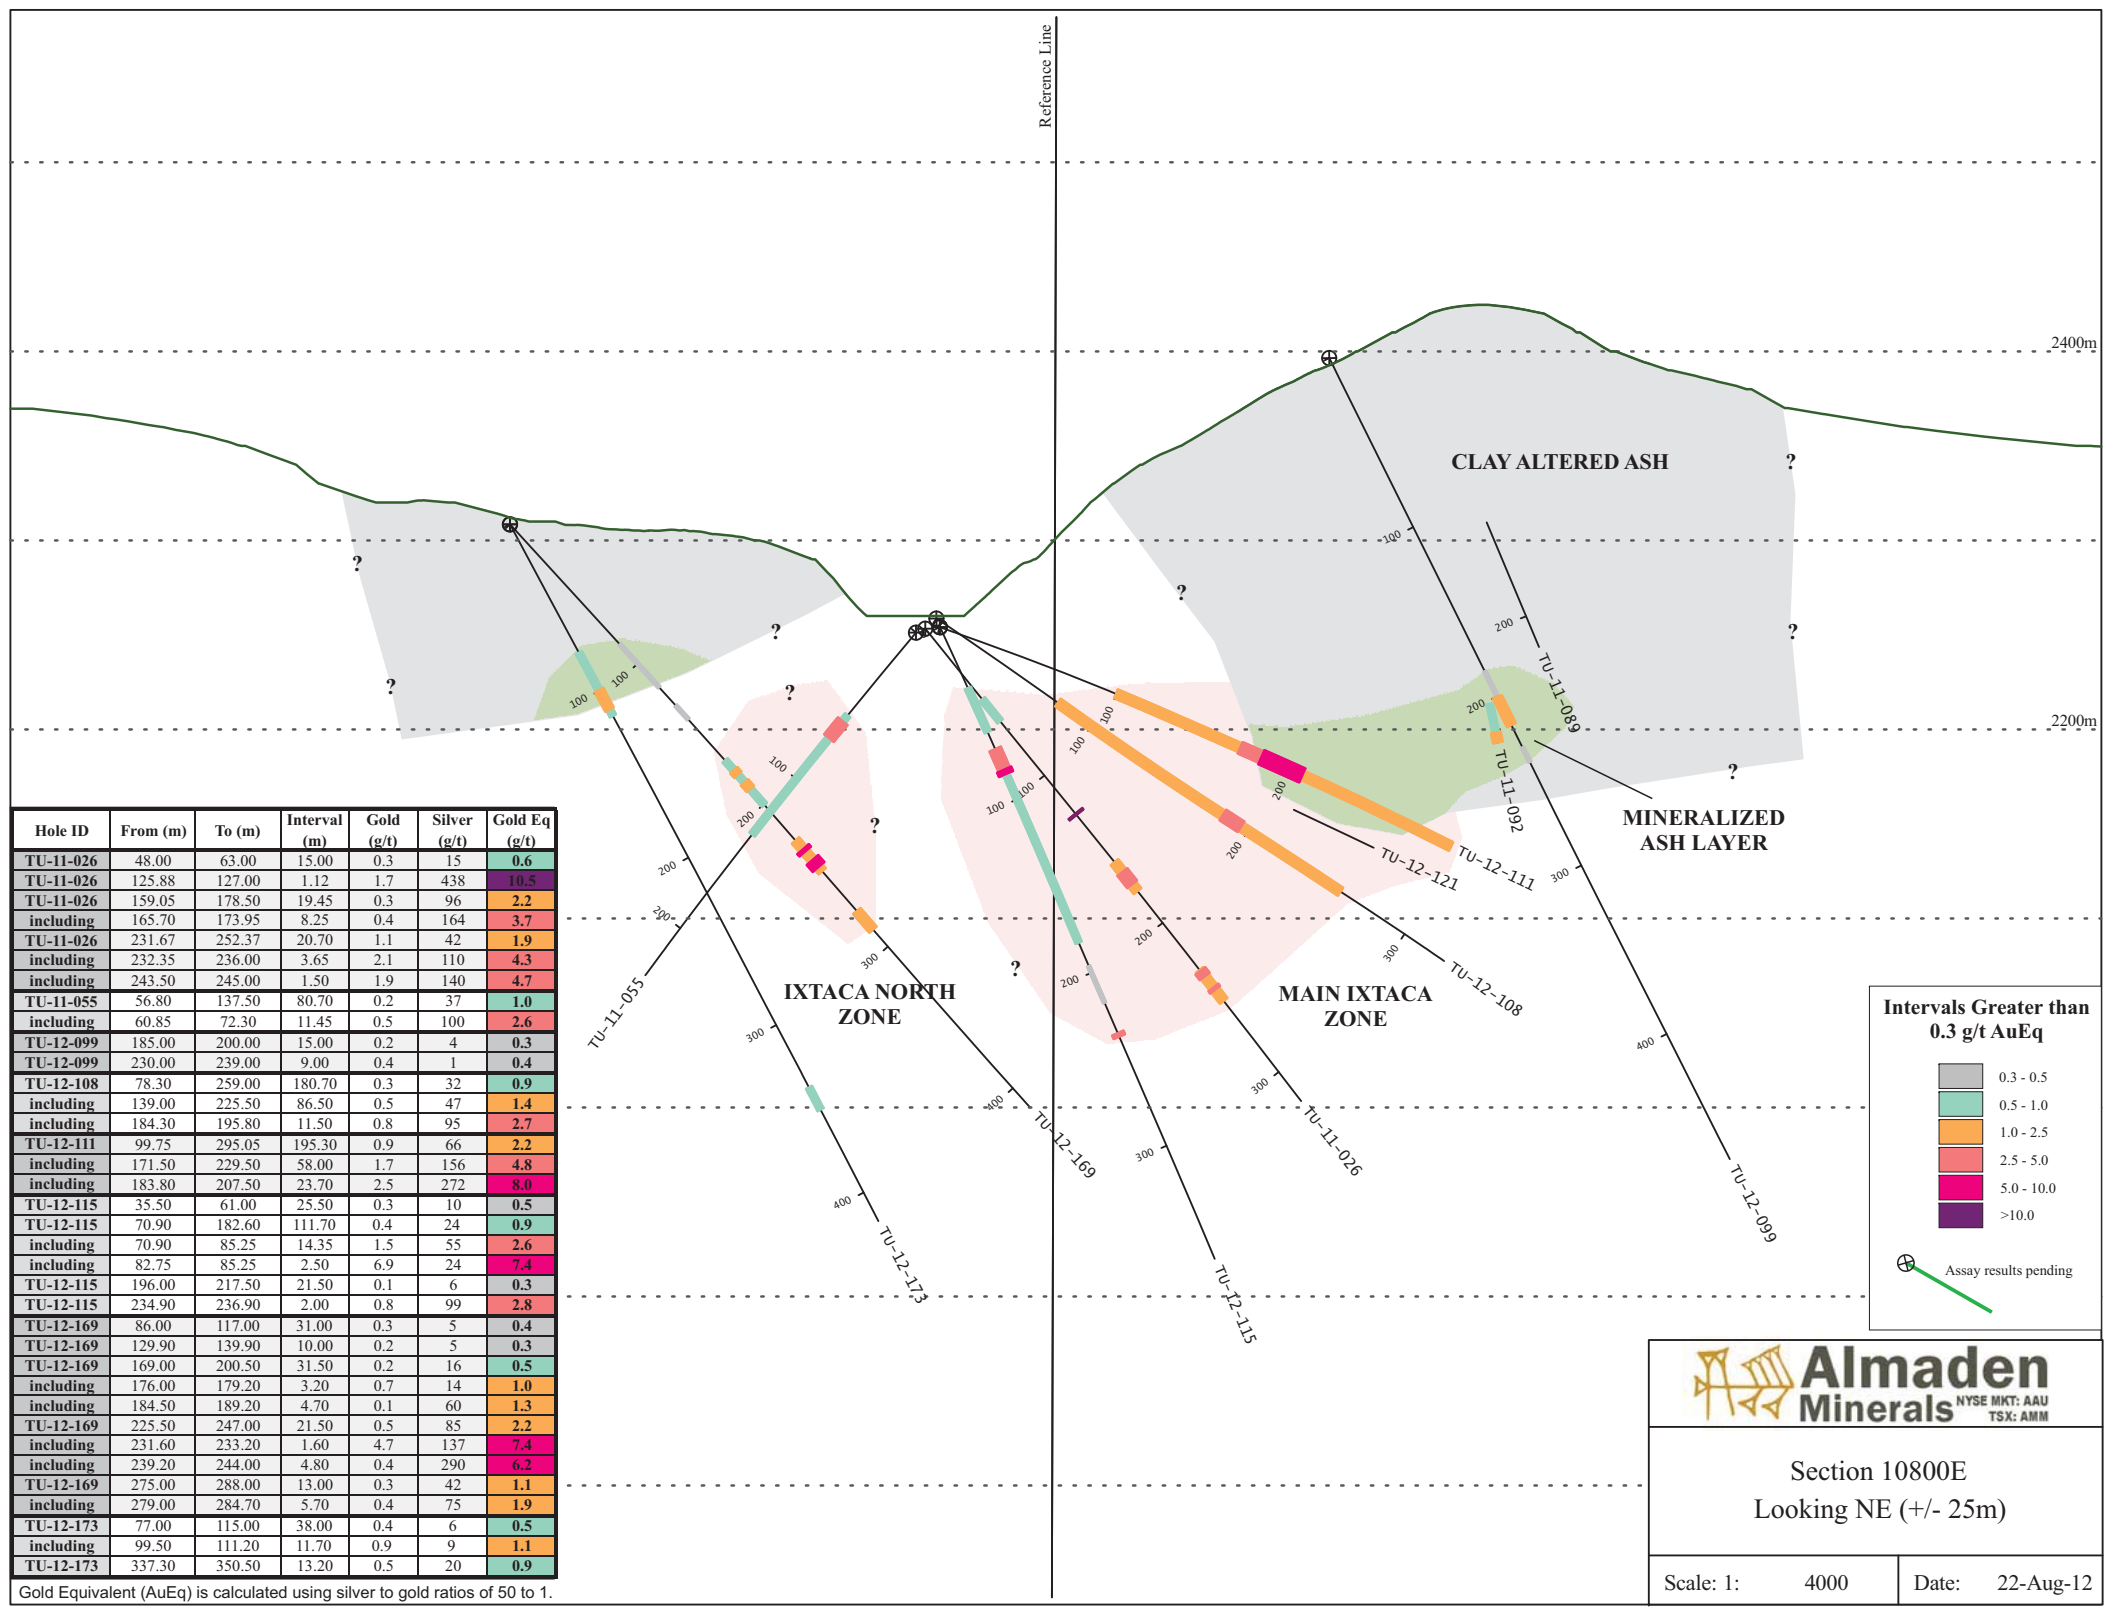 Reference Line
2400m
CLAY ALTERED ASH
?
?
?
?
?
?
?
?
?
?
?
100
200
TU-11-089
200
TU-11-092
300
400
TU-12-099
2200m
MINERALIZED
ASH LAYER
100
200
300
400
TU-12-173
100
200
300
400
TU-12-169
100
200
TU-11-055
100
200
300
TU-12-115
100
200
300
TU-11-026
100
200
300
TU-12-108
100
200
TU-12-111
TU-12-121
IXTACA NORTH
ZONE
MAIN IXTACA
ZONE
Hole ID From (m) To (m) Interval (m) Gold (g/t) Silver (g/t) Gold Eq (g/t)
TU-11-026 48.00 63.00 15.00 0.3 15 0.6
TU-11-026 125.88 127.00 1.12 1.7 438 10.5
TU-11-026 159.05 178.50 19.45 0.3 96 2.2
including 165.70 173.95 8.25 0.4 164 3.7
TU-11-026 231.67 252.37 20.70 1.1 42 1.9
including 232.35 236.00 3.65 2.1 110 4.3
including 243.50 245.00 1.50 1.9 140 4.7
TU-11-055 56.80 137.50 80.70 0.2 37 1.0
including 60.85 72.30 11.45 0.5 100 2.6
TU-12-099 185.00 200.00 15.00 0.2 4 0.3
TU-12-099 230.00 239.00 9.00 0.4 1 0.4
TU-12-108 78.30 259.00 180.70 0.3 32 0.9
including 139.00 225.50 86.50 0.5 47 1.4
including 184.30 195.80 11.50 0.8 95 2.7
TU-12-111 99.75 295.05 195.30 0.9 66 2.2
including 171.50 229.50 58.00 1.7 156 4.8
including 183.80 207.50 23.70 2.5 272 8.0
TU-12-115 35.50 61.00 25.50 0.3 10 0.5
TU-12-115 70.90 182.60 111.70 0.4 24 0.9
including 70.90 85.25 14.35 1.5 55 2.6
including 82.75 85.25 2.50 6.9 24 7.4
TU-12-115 196.00 217.50 21.50 0.1 6 0.3
TU-12-115 234.90 236.90 2.00 0.8 99 2.8
TU-12-169 86.00 117.00 31.00 0.3 5 0.4
TU-12-169 129.90 139.90 10.00 0.2 5 0.3
TU-12-169 169.00 200.50 31.50 0.2 16 0.5
including 176.00 179.20 3.20 0.7 14 1.0
including 184.50 189.20 4.70 0.1 60 1.3
TU-12-169 225.50 247.00 21.50 0.5 85 2.2
including 231.60 233.20 1.60 4.7 137 7.4
including 239.20 244.00 4.80 0.4 290 6.2
TU-12-169 275.00 288.00 13.00 0.3 42 1.1
including 279.00 284.70 5.70 0.4 75 1.9
TU-12-173 77.00 115.00 38.00 0.4 6 0.5
including 99.50 111.20 11.70 0.9 9 1.1
TU-12-173 337.30 350.50 13.20 0.5 20 0.9
Gold Equivalent (AuEq) is calculated using silver to gold ratios of 50 to 1.
Intervals Greater than
0.3 g/t AuEq
0.3 - 0.5
0.5 - 1.0
1.0 - 2.5
2.5 - 5.0
5.0 - 10.0
>10.0
Assay results pending
Almaden
Minerals NYSE MKT: AAU
TSX: AMM
Section 10800E
Looking NE (+/- 25m)
Scale: 1: 4000 Date: 22-Aug-12